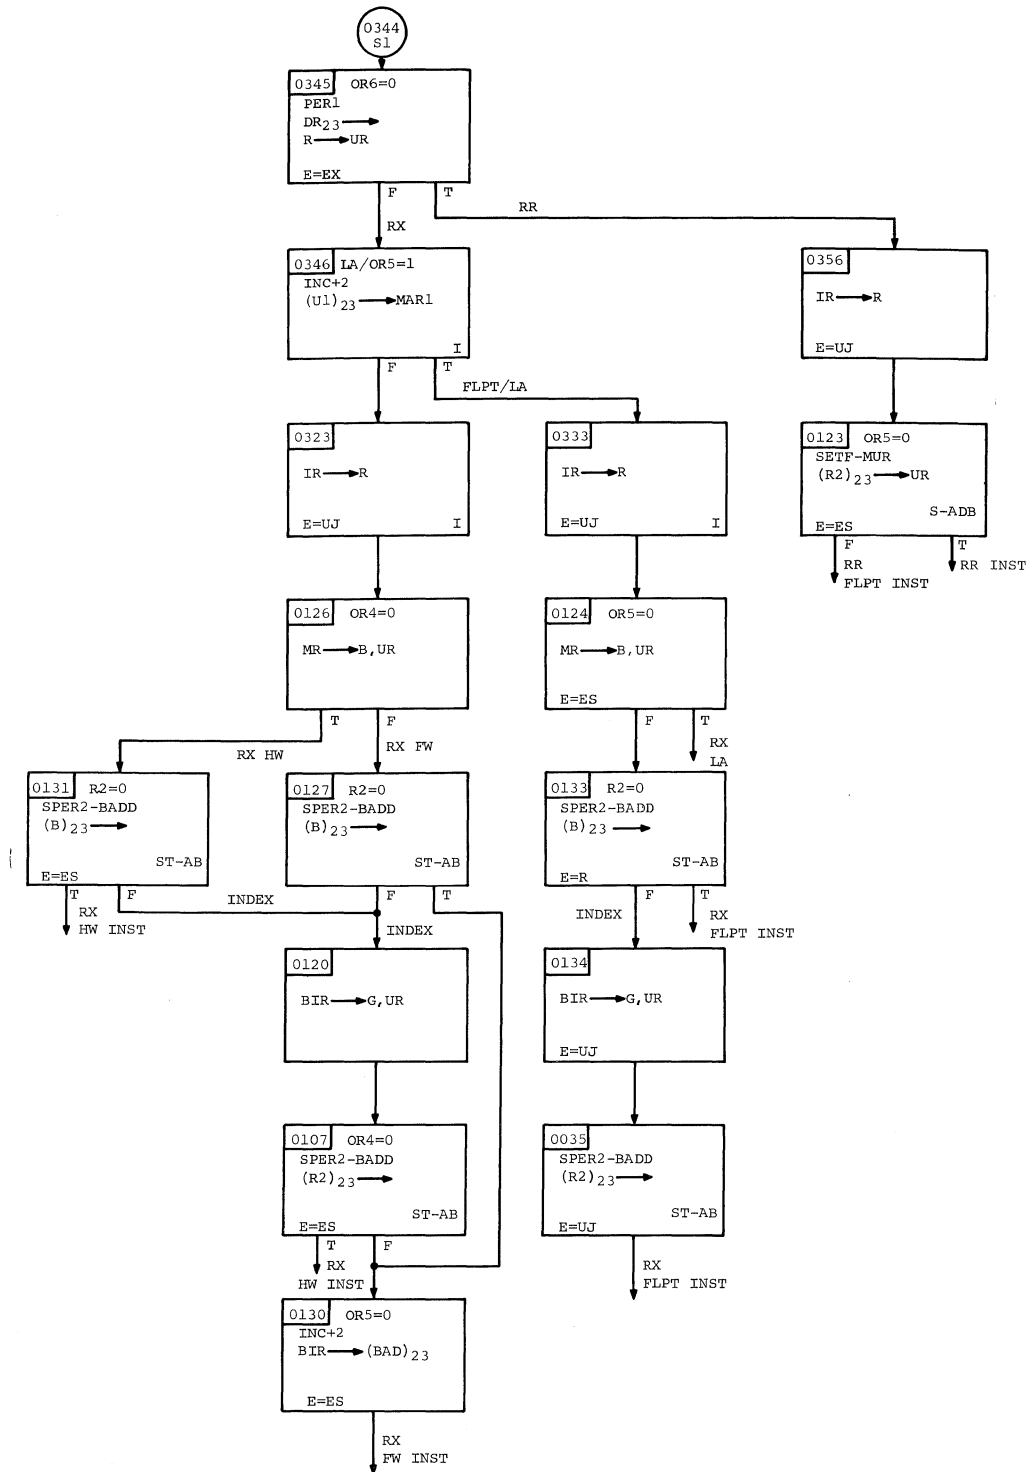 0344
S1
0345 OR6=0
PER1
DR23
R UR
E=EX
F T
RR
RX
0346 LA/OR5=1
INC+2
(U1)23 MAR1
I
F T
FLPT/LA
0356
IR R
E=UJ
0323
IR R
E=UJ I
0333
IR R
E=UJ I
0123 OR5=0
SETF-MUR
(R2)23 UR
S-ADB
E=ES
F T
RR
FLPT INST
RR INST
0126 OR4=0
MR B,UR
T F
RX HW
RX FW
0124 OR5=0
MR B,UR
E=ES
F T
RX
LA
0131 R2=0
SPER2-BADD
(B)23
ST-AB
E=ES
T F
RX
HW INST
INDEX
0127 R2=0
SPER2-BADD
(B)23
ST-AB
F T
INDEX
0133 R2=0
SPER2-BADD
(B)23
ST-AB
E=R
F T
INDEX
RX
FLPT INST
0120
BIR G,UR
0134
BIR G,UR
E=UJ
0107 OR4=0
SPER2-BADD
(R2)23
ST-AB
E=ES
T F
RX
HW INST
0035
SPER2-BADD
(R2)23
ST-AB
E=UJ
RX
FLPT INST
0130 OR5=0
INC+2
BIR (BAD)23
E=ES
RX
FW INST